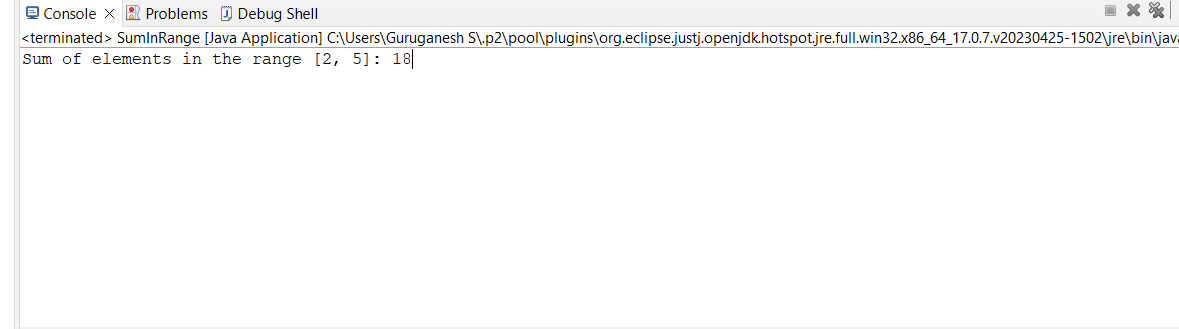 Console Problems Debug Shell
<terminated> SumInRange [Java Application] C:\Users\Guruganesh S\.p2\pool\plugins\org.eclipse.justj.openjdk.hotspot.jre.full.win32.x86_64_17.0.7.v20230425-1502\jre\bin\java
Sum of elements in the range [2, 5]: 18